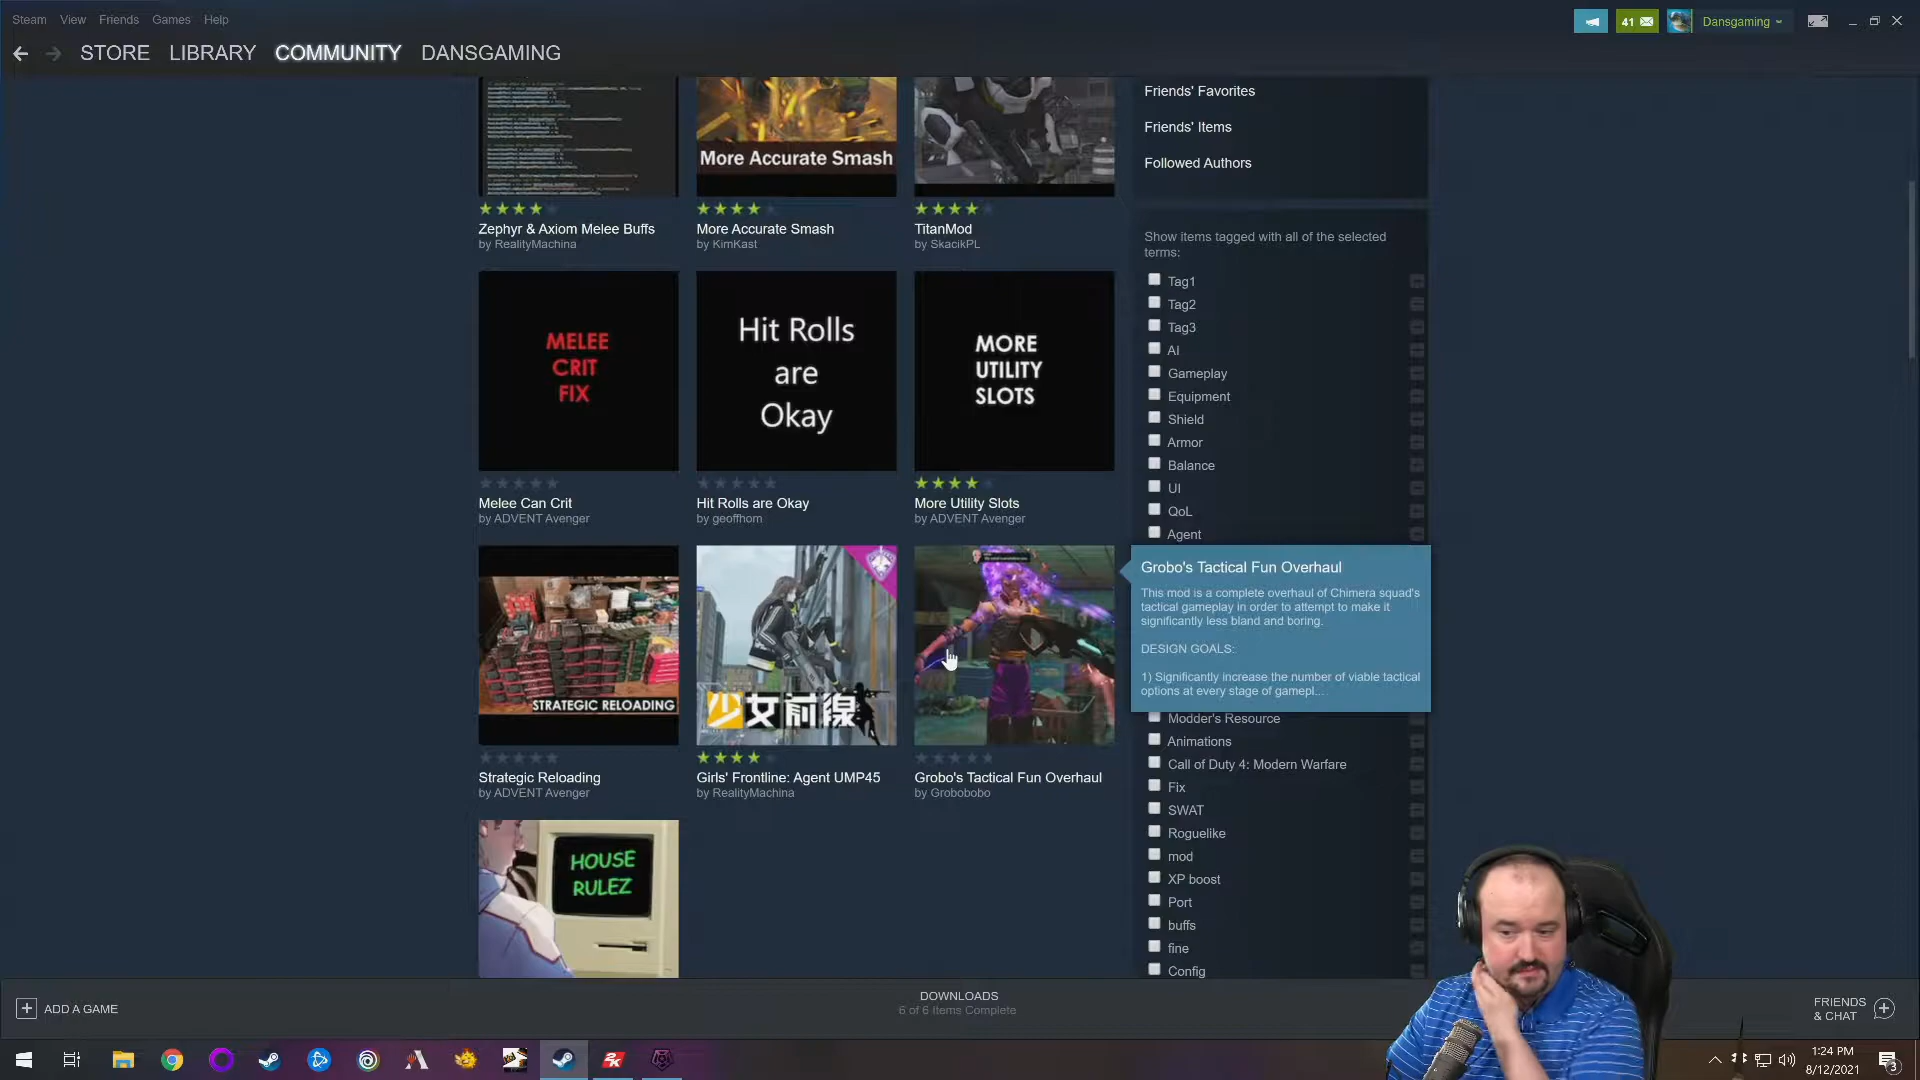 Steam View Friends Games Help
41 Dansgaming
STORE LIBRARY COMMUNITY DANSGAMING
More Accurate Smash
Zephyr & Axiom Melee Buffs
by RealityMachina
More Accurate Smash
by KimKast
TitanMod
by SkacikPL
MELEE
CRIT
FIX
Hit Rolls
are
Okay
MORE
UTILITY
SLOTS
Melee Can Crit
by ADVENT Avenger
Hit Rolls are Okay
by geoffhom
More Utility Slots
by ADVENT Avenger
STRATEGIC RELOADING
少女前線
Strategic Reloading
by ADVENT Avenger
Girls' Frontline: Agent UMP45
by RealityMachina
Grobo's Tactical Fun Overhaul
by Grobobobo
HOUSE
RULEZ
Friends' Favorites
Friends' Items
Followed Authors
Show items tagged with all of the selected
terms:
Tag1
Tag2
Tag3
AI
Gameplay
Equipment
Shield
Armor
Balance
UI
QoL
Agent
Grobo's Tactical Fun Overhaul
This mod is a complete overhaul of Chimera squad's
tactical gameplay in order to attempt to make it
significantly less bland and boring.
DESIGN GOALS:
1) Significantly increase the number of viable tactical
options at every stage of gamepl...
Modder's Resource
Animations
Call of Duty 4: Modern Warfare
Fix
SWAT
Roguelike
mod
XP boost
Port
buffs
fine
Config
ADD A GAME
DOWNLOADS
6 of 6 Items Complete
FRIENDS
& CHAT
2K
1:24 PM
8/12/2021
3